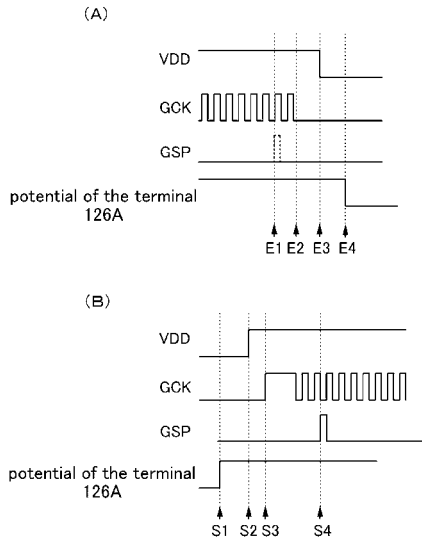 (A)
VDD
GCK
GSP
potential of the terminal
126A
E1 E2 E3 E4
(B)
VDD
GCK
GSP
potential of the terminal
126A
S1 S2 S3 S4